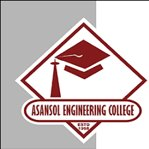 ASANSOL ENGINEERING COLLEGE
ESTD
1998